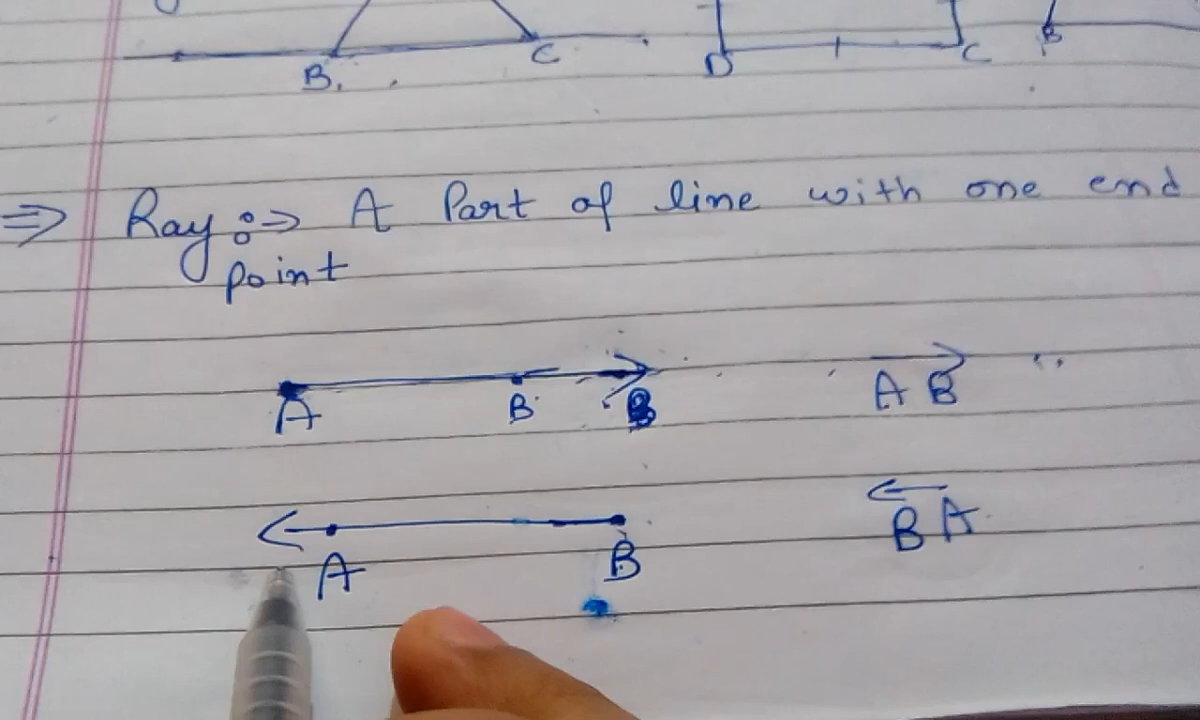 B. C D C B
⇒ Ray :⇒ A Part of line with one end
point
A B B AB
A B BA